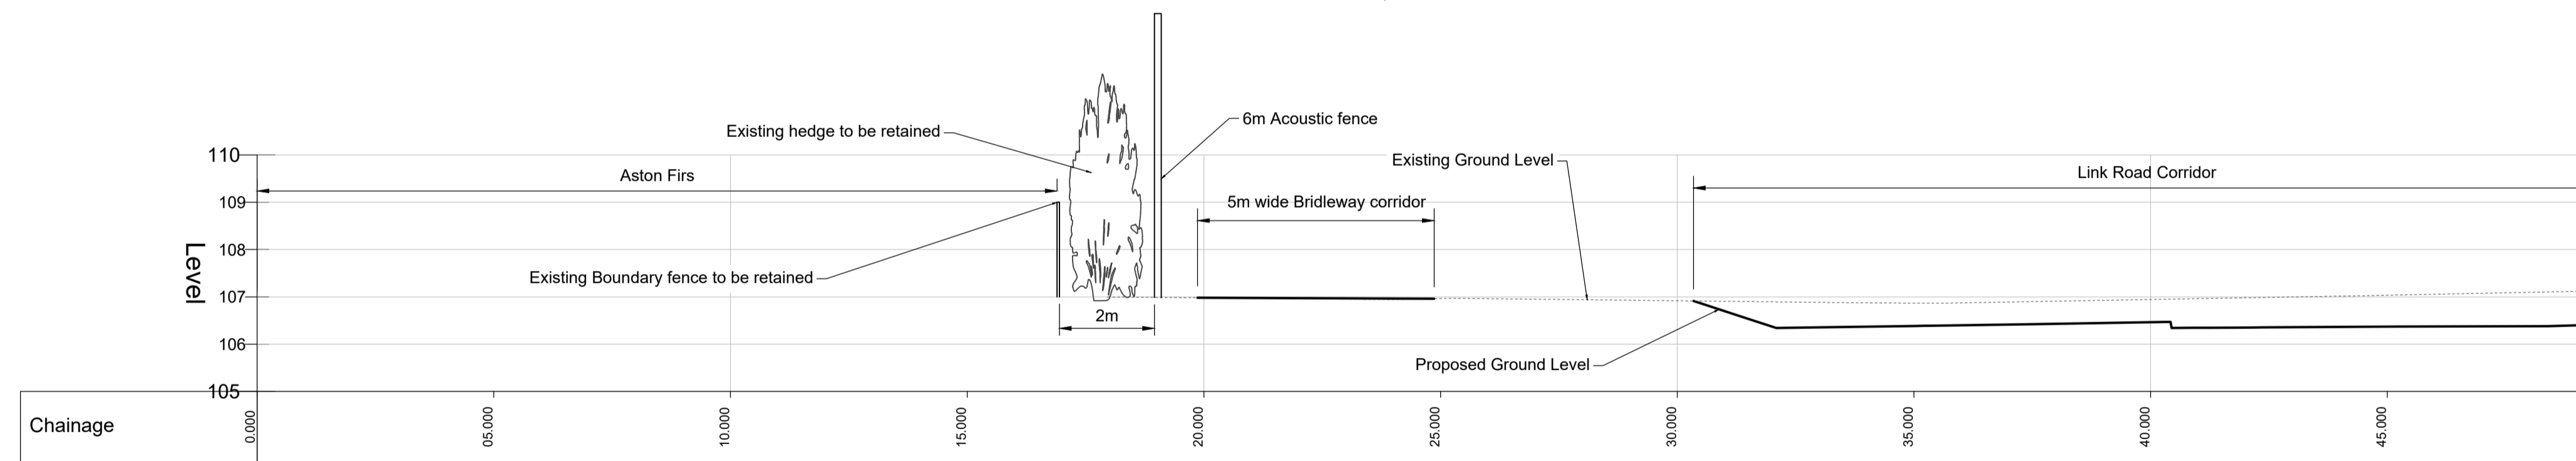 6m Acoustic fence
Existing hedge to be retained
110
Existing Ground Level
Aston Firs
Link Road Corridor
109
5m wide Bridleway corridor
108
Level
Existing Boundary fence to be retained
107
2m
106
Proposed Ground Level
105
Chainage
0.000
05.000
10.000
15.000
20.000
25.000
30.000
35.000
40.000
45.000